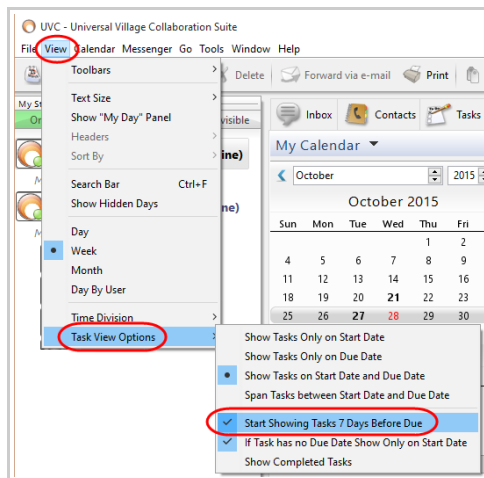 UVC - Universal Village Collaboration Suite
File View Calendar Messenger Go Tools Window Help
Toolbars
Delete
Forward via e-mail
Print
My St
Text Size
Show "My Day" Panel
visible
Inbox
Contacts
Tasks
Headers
Sort By
ine)
My Calendar
Search Bar Ctrl+F
October
2015
Show Hidden Days
ne)
October 2015
Sun Mon Tue Wed Thu Fri
Day
1 2
Week
4 5 6 7 8 9
Month
11 12 13 14 15 16
Day By User
18 19 20 21 22 23
Time Division
25 26 27 28 29 30
Task View Options
Show Tasks Only on Start Date
Show Tasks Only on Due Date
Show Tasks on Start Date and Due Date
Span Tasks between Start Date and Due Date
Start Showing Tasks 7 Days Before Due
If Task has no Due Date Show Only on Start Date
Show Completed Tasks